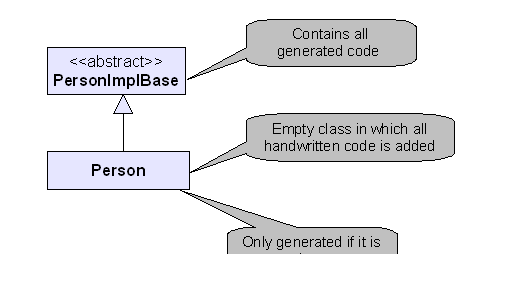 Contains all
generated code
<<abstract>>
PersonImplBase
Empty class in which all
handwritten code is added
Person
Only generated if it is